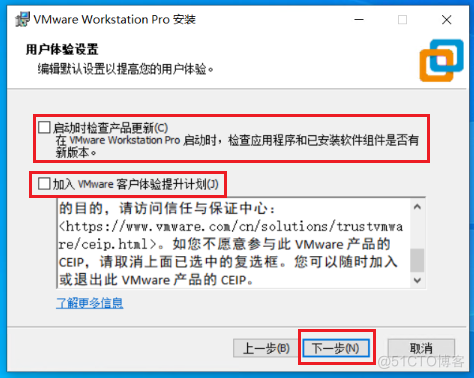 VMware Workstation Pro 安装
用户体验设置
编辑默认设置以提高您的用户体验。
启动时检查产品更新(C)
在 VMware Workstation Pro 启动时，检查应用程序和已安装软件组件是否有
新版本。
加入 VMware 客户体验提升计划(J)
的目的，请访问信任与保证中心：
<https://www.vmware.com/cn/solutions/trustvmwa
re/ceip.html>。如您不愿意参与此 VMware 产品的
CEIP，请取消上面已选中的复选框。您可以随时加入
或退出此 VMware 产品的 CEIP。
了解更多信息
上一步(B)
下一步(N)
取消
@51CTO博客